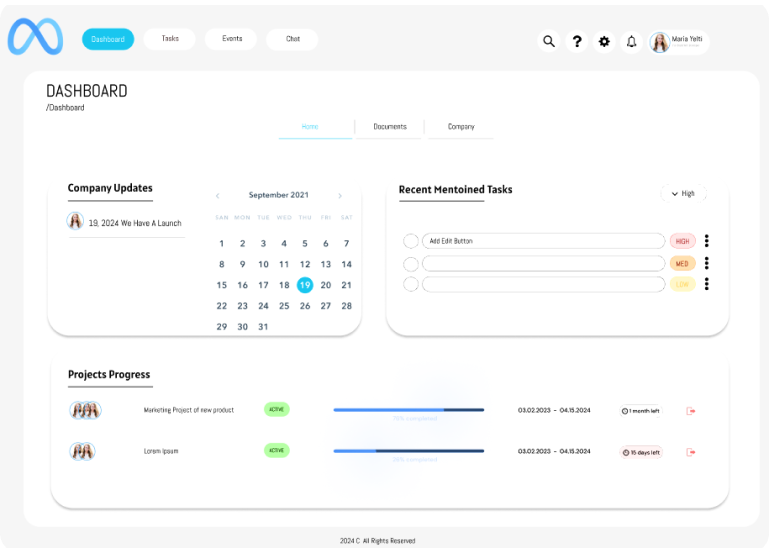 Dashboard
Tasks
Events
Chat
?
Maria Yelti
DASHBOARD
/Dashboard
Home
Documents
Company
Company Updates
19, 2024 We Have A Launch
September 2021
SAN MON TUE WED THU FRI SAT
1 2 3 4 5 6 7
8 9 10 11 12 13 14
15 16 17 18 19 20 21
22 23 24 25 26 27 28
29 30 31
Recent Mentoined Tasks
High
Add Edit Button
HIGH
MED
LOW
Projects Progress
Marketing Project of new product
ACTIVE
completed
03.02.2023 - 04.15.2024
1 month left
Lorem Ipsum
ACTIVE
completed
03.02.2023 - 04.15.2024
15 days left
2024 C All Rights Reserved